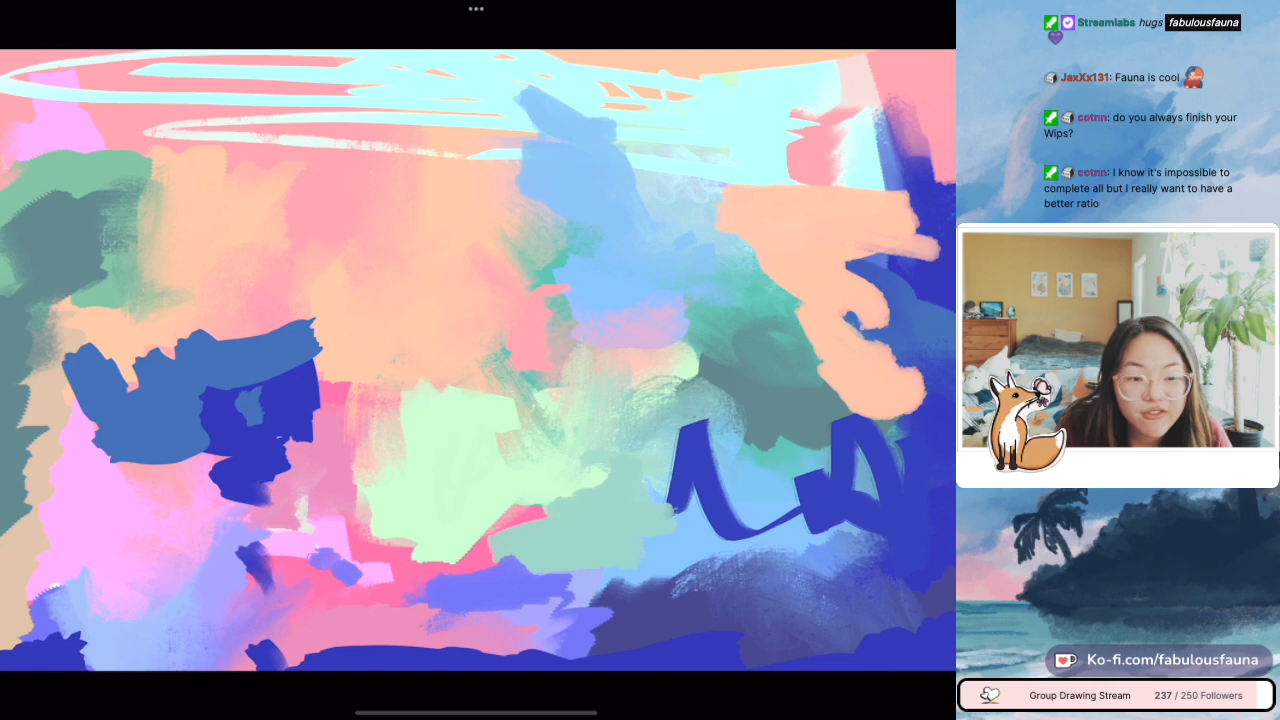 Streamlabs hugs fabulousfauna
JaxXx131: Fauna is cool
cotnn: do you always finish your
Wips?
cotnn: I know it's impossible to
complete all but I really want to have a
better ratio
Ko-fi.com/fabulousfauna
Group Drawing Stream 237 / 250 Followers